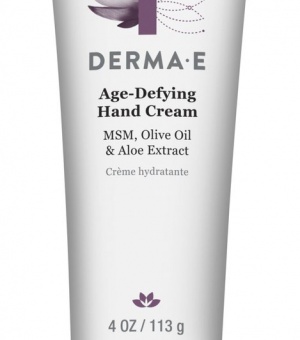 DERMA·E
Age-Defying
Hand Cream
MSM, Olive Oil
& Aloe Extract
Crème hydratante
4 OZ / 113 g